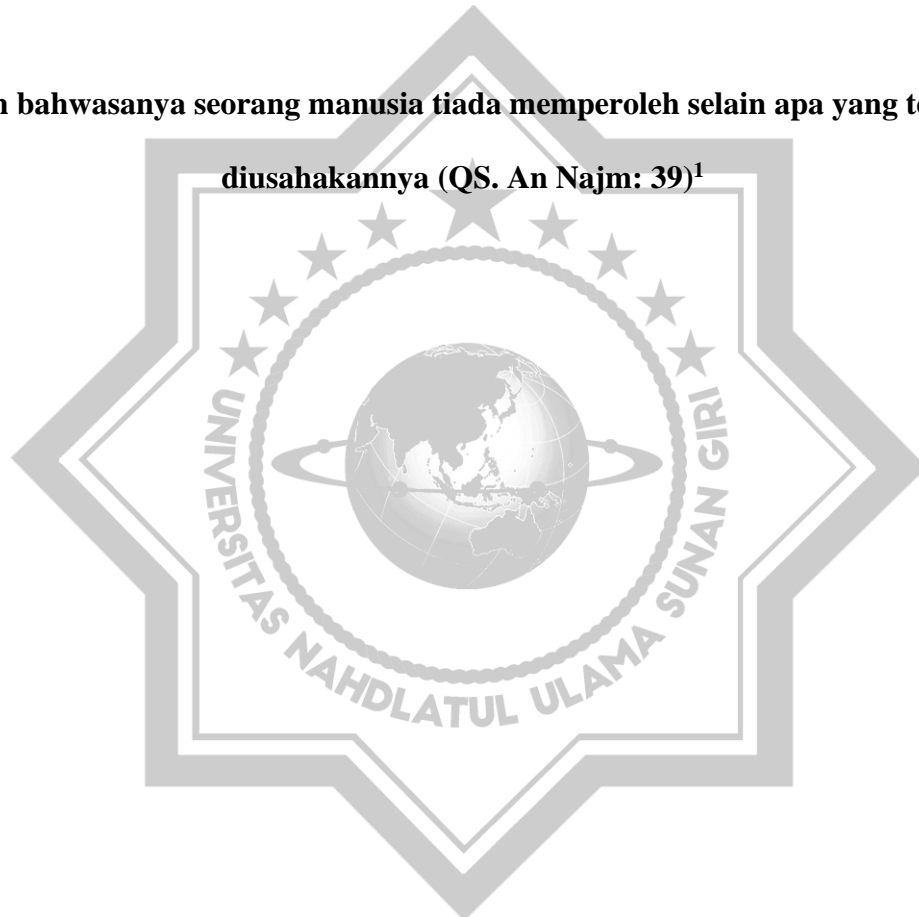 bahwasanya seorang manusia tiada memperoleh selain apa yang
diusahakannya (QS. An Najm: 39)¹
UNIVERSITAS NAHDLATUL ULAMA SUNAN GIRI